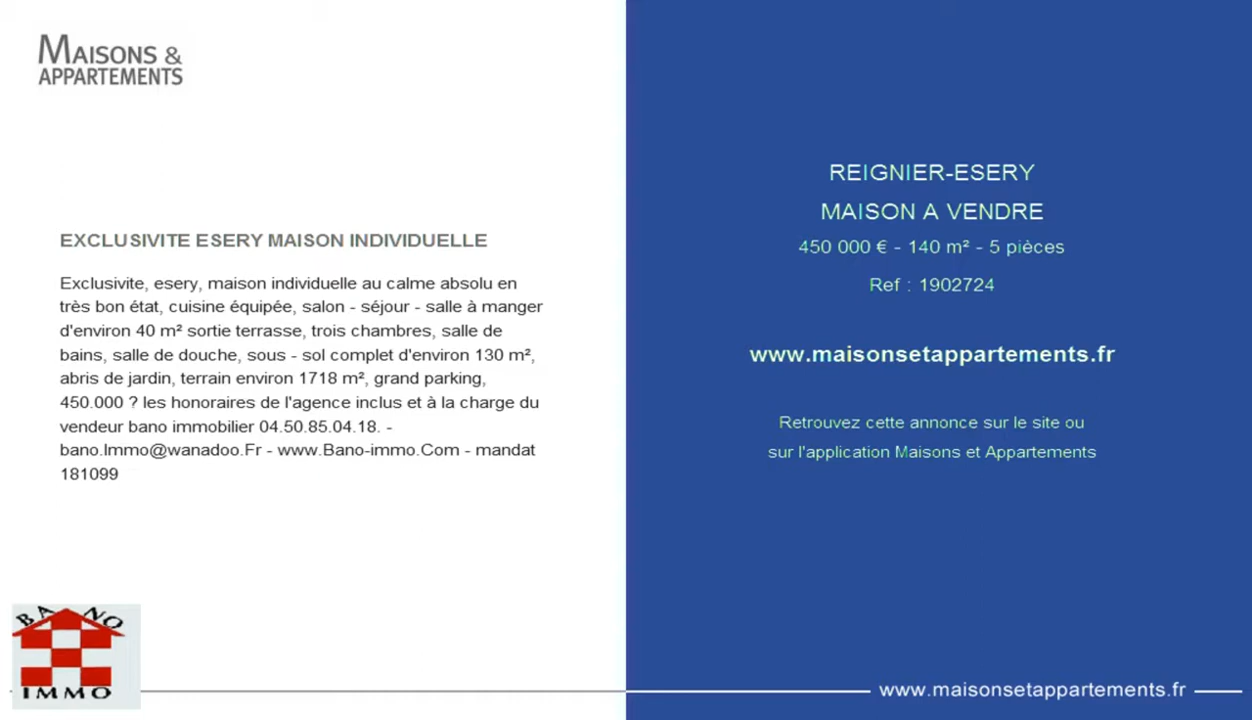 MAISONS &
APPARTEMENTS
EXCLUSIVITE ESERY MAISON INDIVIDUELLE
Exclusivite, esery, maison individuelle au calme absolu en
très bon état, cuisine équipée, salon - séjour - salle à manger
d'environ 40 m² sortie terrasse, trois chambres, salle de
bains, salle de douche, sous - sol complet d'environ 130 m²,
abris de jardin, terrain environ 1718 m², grand parking,
450.000 ? les honoraires de l'agence inclus et à la charge du
vendeur bano immobilier 04.50.85.04.18. -
bano.Immo@wanadoo.Fr - www.Bano-immo.Com - mandat
181099
BANO
IMMO
REIGNIER-ESERY
MAISON A VENDRE
450 000 € - 140 m² - 5 pièces
Ref : 1902724
www.maisonsetappartements.fr
Retrouvez cette annonce sur le site ou
sur l'application Maisons et Appartements
www.maisonsetappartements.fr